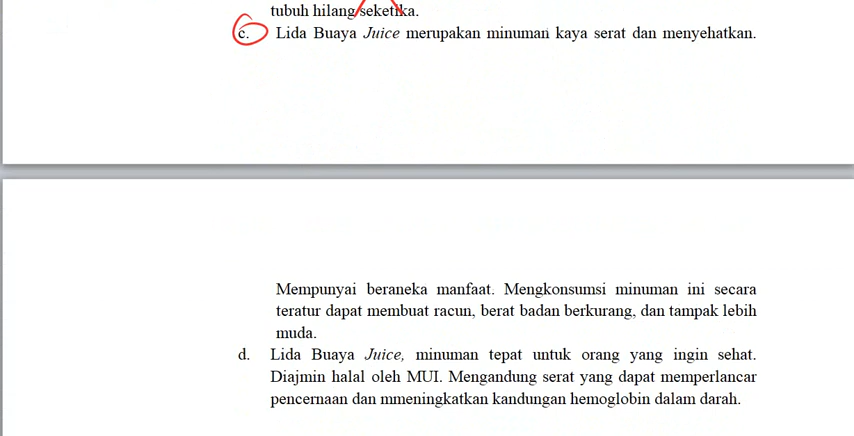 tubuh hilang seketika.
c. Lida Buaya Juice merupakan minuman kaya serat dan menyehatkan.
Mempunyai beraneka manfaat. Mengkonsumsi minuman ini secara
teratur dapat membuat racun, berat badan berkurang, dan tampak lebih
muda.
d. Lida Buaya Juice, minuman tepat untuk orang yang ingin sehat.
Diajmin halal oleh MUI. Mengandung serat yang dapat memperlancar
pencernaan dan mmeningkatkan kandungan hemoglobin dalam darah.